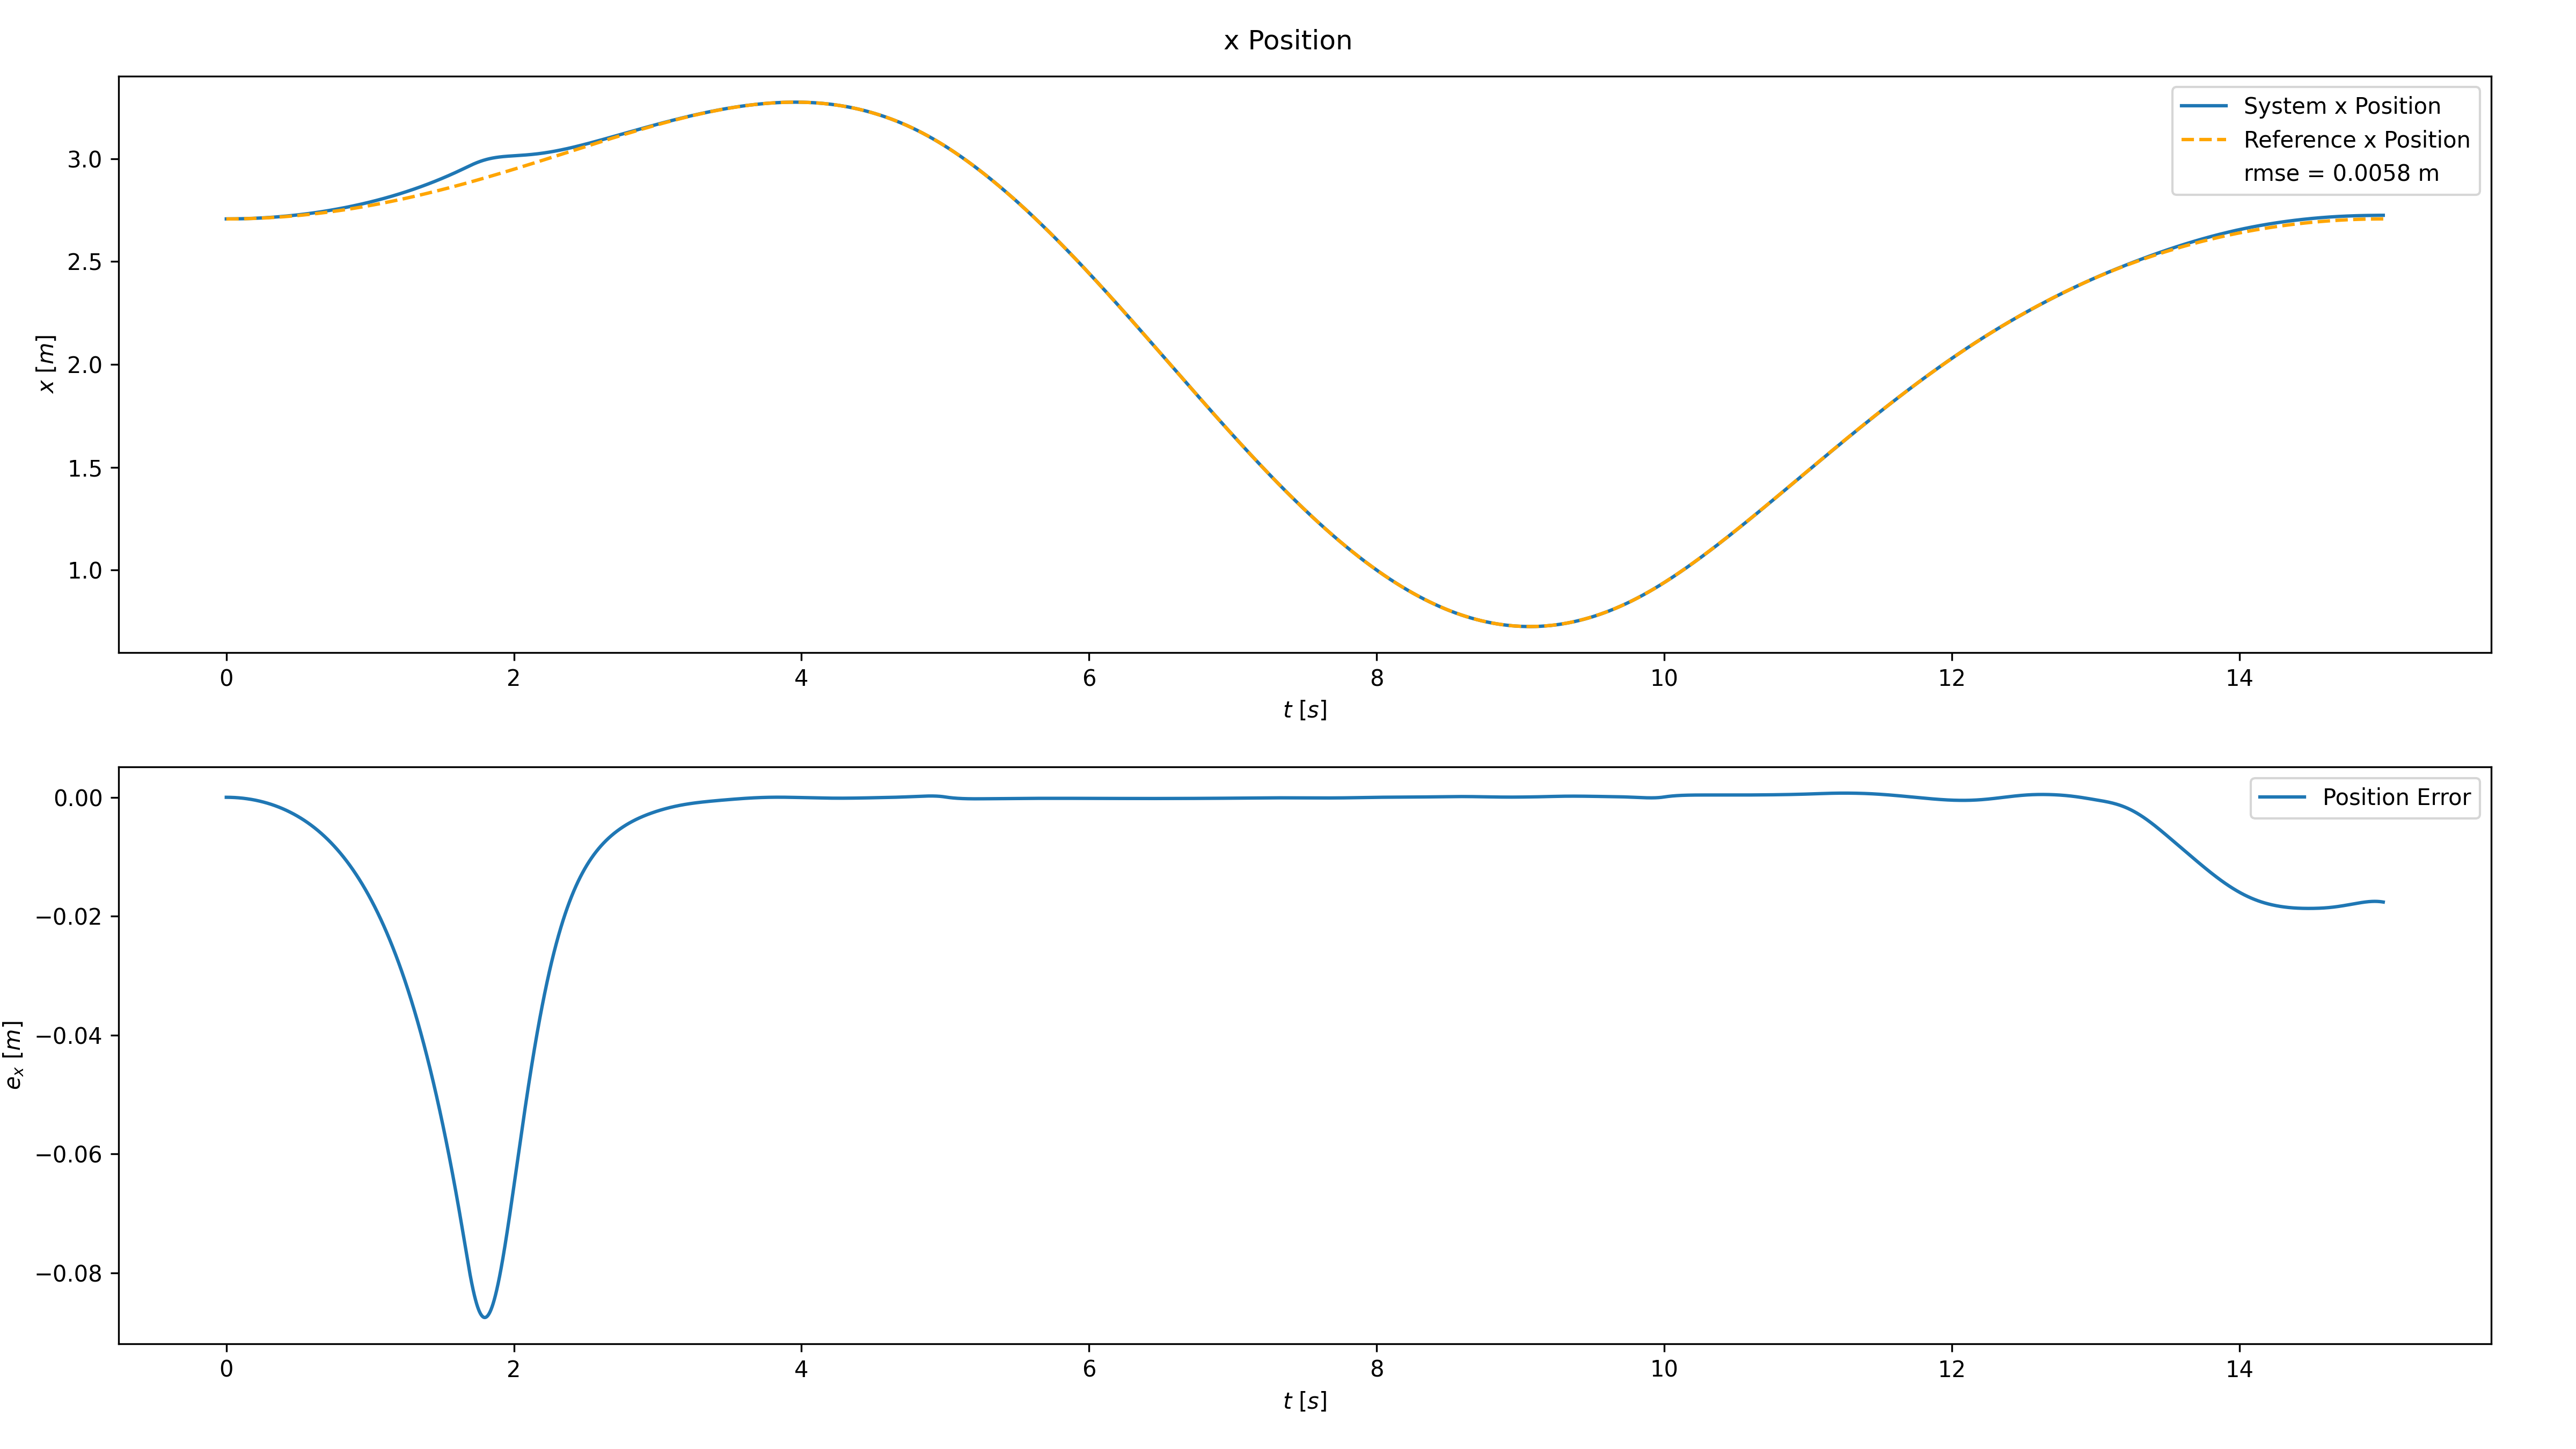 x Position
System x Position
Reference x Position
rmse = 0.0058 m
3.0
2.5
2.0
1.5
1.0
x [m]
0 2 4 6 8 10 12 14
t [s]
Position Error
0.00
−0.02
−0.04
−0.06
−0.08
e_x [m]
0 2 4 6 8 10 12 14
t [s]